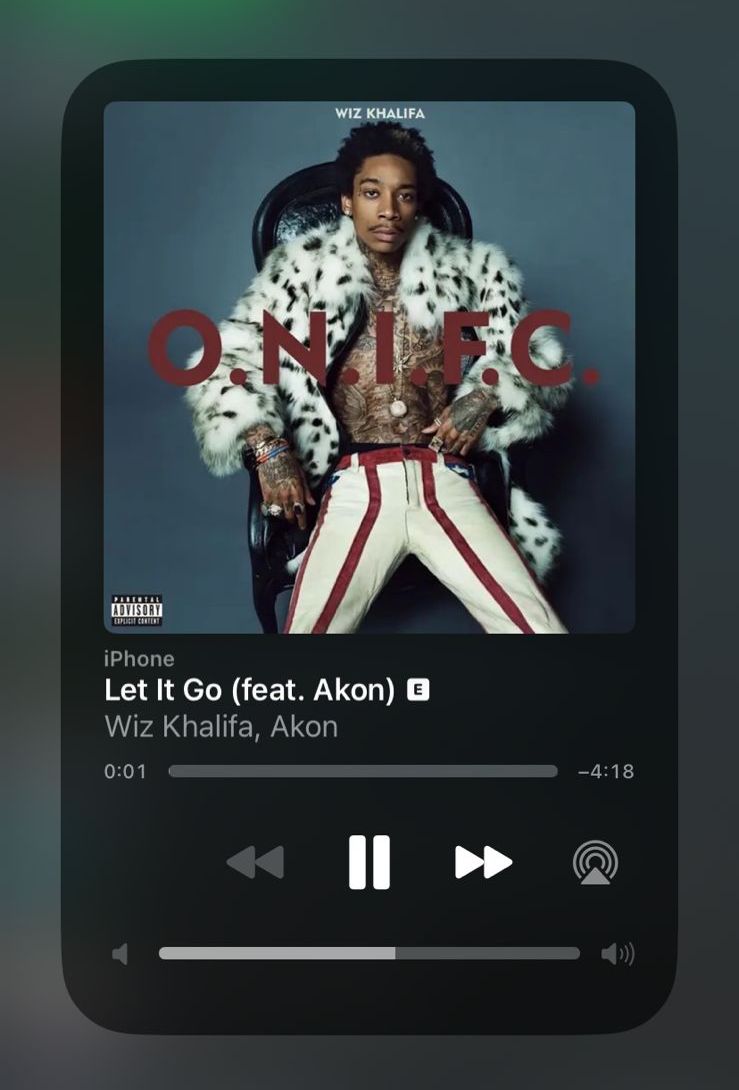 WIZ KHALIFA
O.N.I.F.C.
PARENTAL
ADVISORY
EXPLICIT CONTENT
iPhone
Let It Go (feat. Akon) E
Wiz Khalifa, Akon
0:01 –4:18